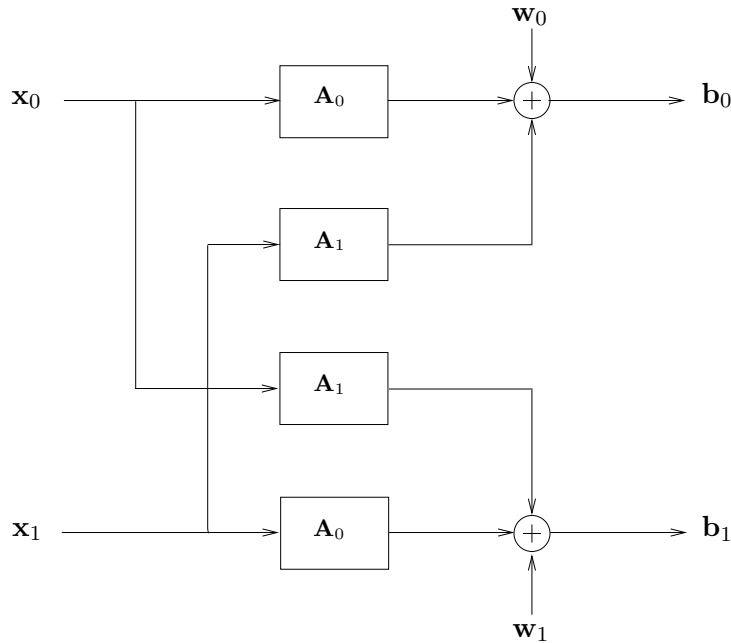 w₀
x₀ A₀ + b₀
A₁
A₁
x₁ A₀ + b₁
w₁